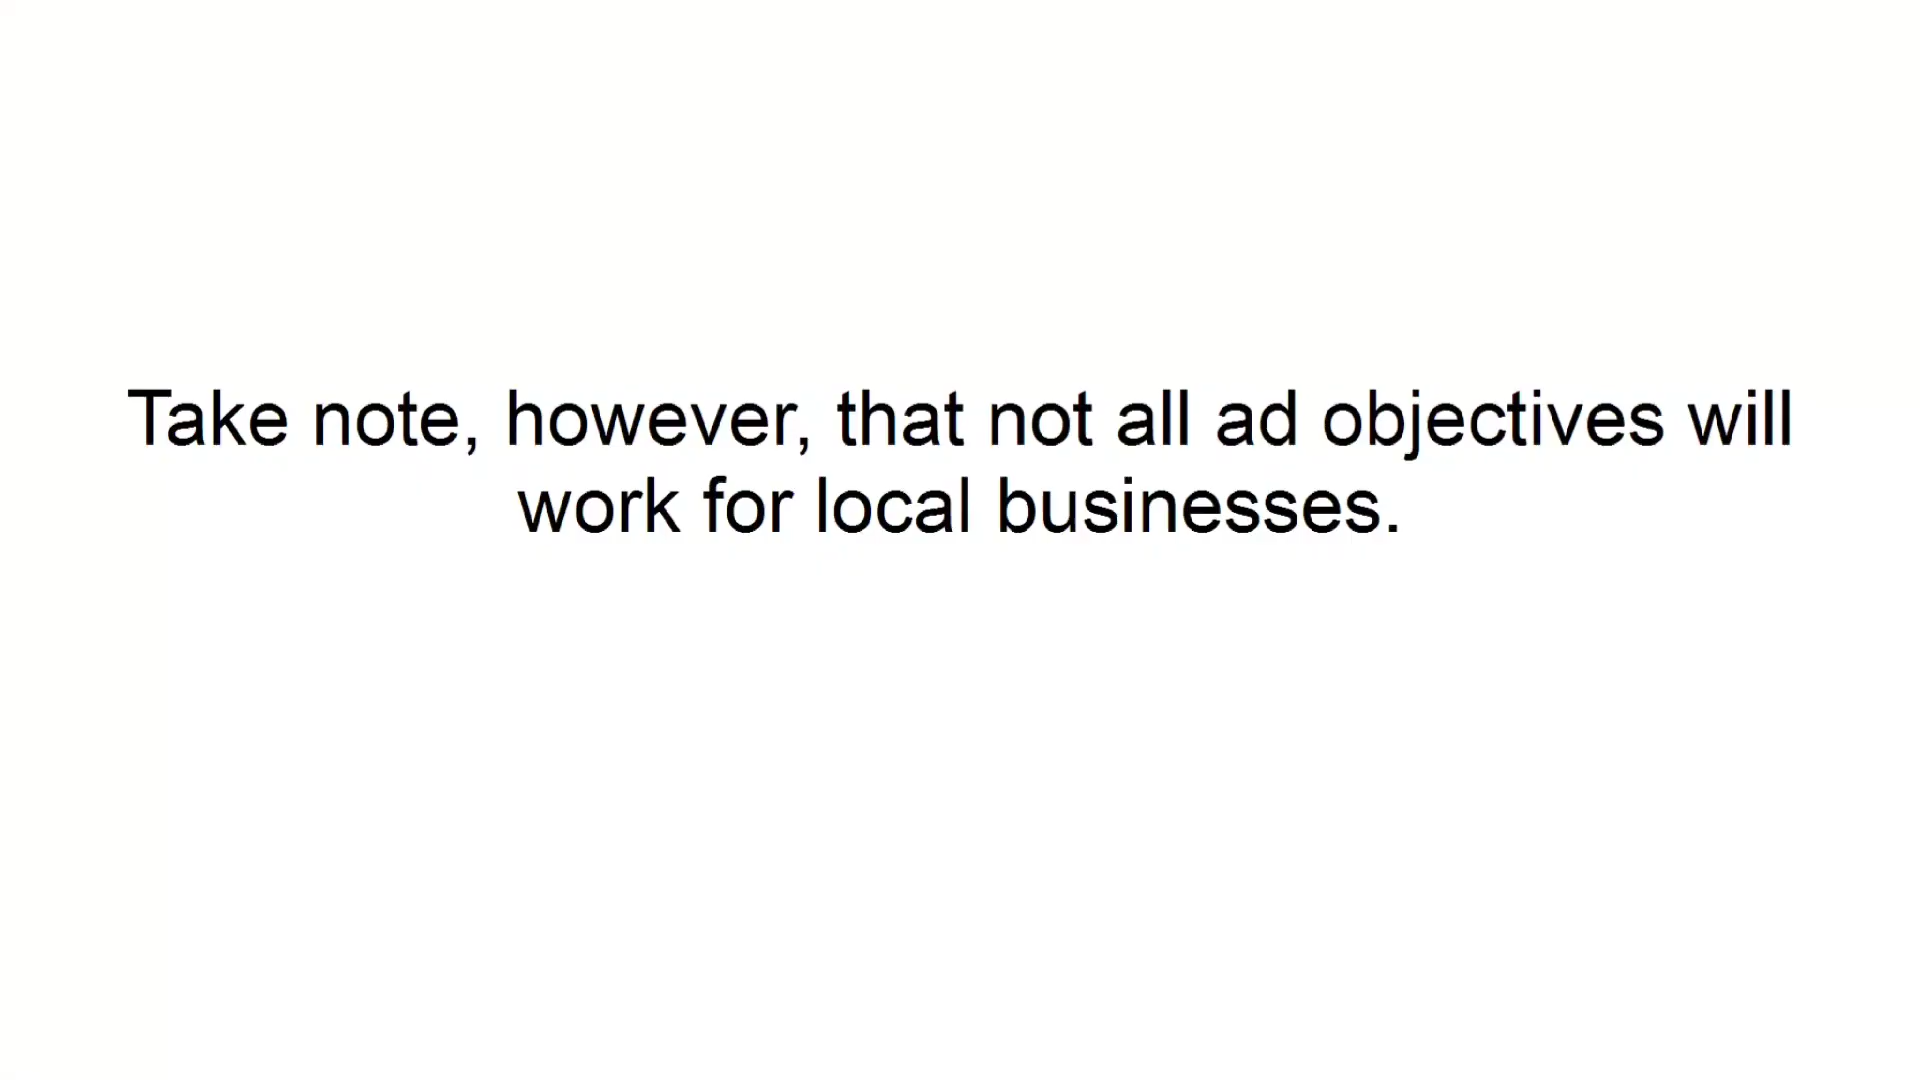 Take note, however, that not all ad objectives will
work for local businesses.